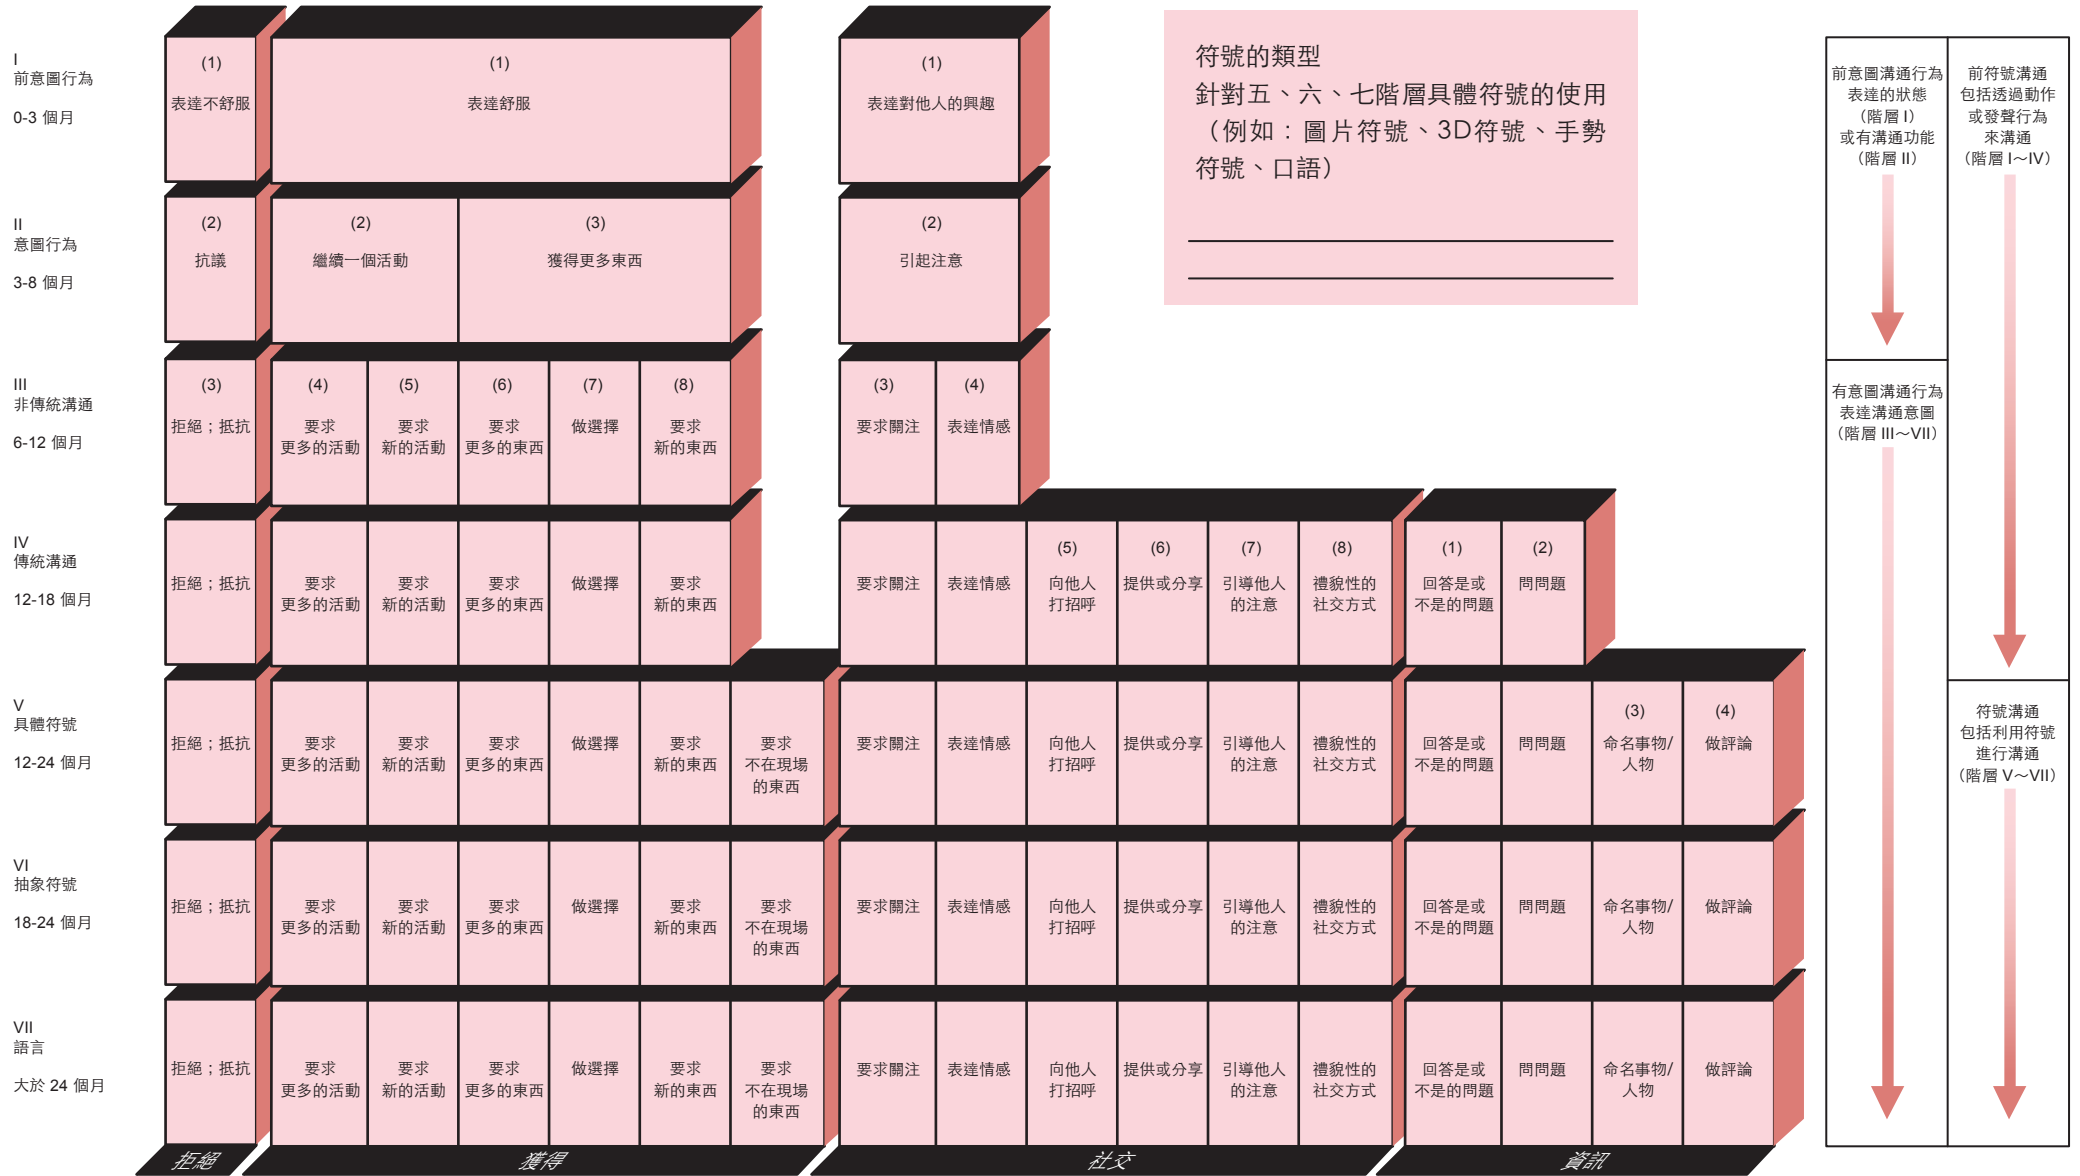 I
前意圖行為
0-3 個月
(1)
表達不舒服
(1)
表達舒服
(1)
表達對他人的興趣
符號的類型
針對五、六、七階層具體符號的使用
（例如：圖片符號、3D符號、手勢
符號、口語）
前意圖溝通行為
表達的狀態
（階層 I）
或有溝通功能
（階層 II）
前符號溝通
包括透過動作
或發聲行為
來溝通
（階層 I～IV）
II
意圖行為
3-8 個月
(2)
抗議
(2)
繼續一個活動
(3)
獲得更多東西
(2)
引起注意
III
非傳統溝通
6-12 個月
(3)
拒絕；抵抗
(4)
要求
更多的活動
(5)
要求
新的活動
(6)
要求
更多的東西
(7)
做選擇
(8)
要求
新的東西
(3)
要求關注
(4)
表達情感
有意圖溝通行為
表達溝通意圖
（階層 III～VII）
IV
傳統溝通
12-18 個月
拒絕；抵抗
要求
更多的活動
要求
新的活動
要求
更多的東西
做選擇
要求
新的東西
要求關注
表達情感
(5)
向他人
打招呼
(6)
提供或分享
(7)
引導他人
的注意
(8)
禮貌性的
社交方式
(1)
回答是或
不是的問題
(2)
問問題
V
具體符號
12-24 個月
拒絕；抵抗
要求
更多的活動
要求
新的活動
要求
更多的東西
做選擇
要求
新的東西
要求
不在現場
的東西
要求關注
表達情感
向他人
打招呼
提供或分享
引導他人
的注意
禮貌性的
社交方式
回答是或
不是的問題
問問題
(3)
命名事物/
人物
(4)
做評論
符號溝通
包括利用符號
進行溝通
（階層 V～VII）
VI
抽象符號
18-24 個月
拒絕；抵抗
要求
更多的活動
要求
新的活動
要求
更多的東西
做選擇
要求
新的東西
要求
不在現場
的東西
要求關注
表達情感
向他人
打招呼
提供或分享
引導他人
的注意
禮貌性的
社交方式
回答是或
不是的問題
問問題
命名事物/
人物
做評論
VII
語言
大於 24 個月
拒絕；抵抗
要求
更多的活動
要求
新的活動
要求
更多的東西
做選擇
要求
新的東西
要求
不在現場
的東西
要求關注
表達情感
向他人
打招呼
提供或分享
引導他人
的注意
禮貌性的
社交方式
回答是或
不是的問題
問問題
命名事物/
人物
做評論
拒絕
獲得
社交
資訊